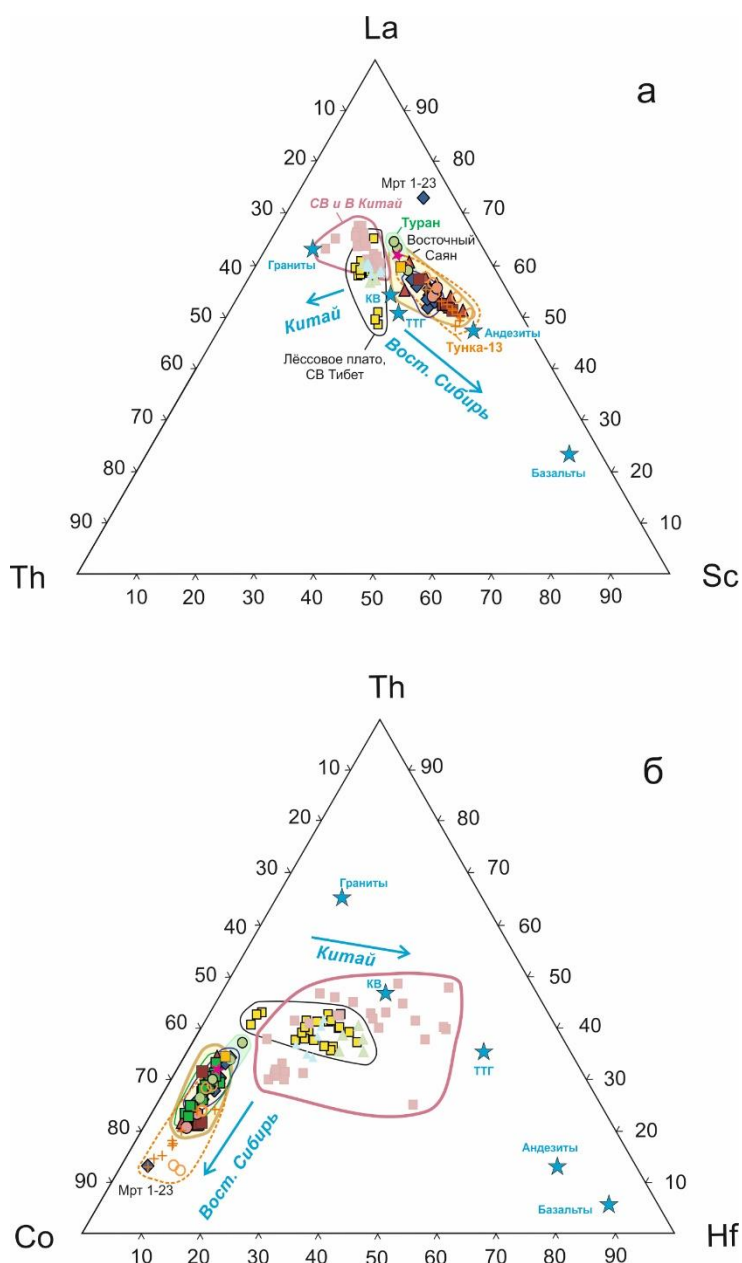 La
а
10
90
20
80
Мрт 1-23
30
70
СВ и В Китай
Туран
Восточный
Саян
Граниты
40
60
КВ
50
50
Китай
ТТГ
Андезиты
Тунка-13
Лёссовое плато,
СВ Тибет
60
40
Вост. Сибирь
70
30
Базальты
80
20
90
10
Th
Sc
10 20 30 40 50 60 70 80 90
Th
б
10
90
20
80
30
70
Граниты
40
60
Китай
50
50
КВ
60
40
ТТГ
70
30
80
20
Вост. Сибирь
Андезиты
90
10
Мрт 1-23
Базальты
Co
Hf
10 20 30 40 50 60 70 80 90